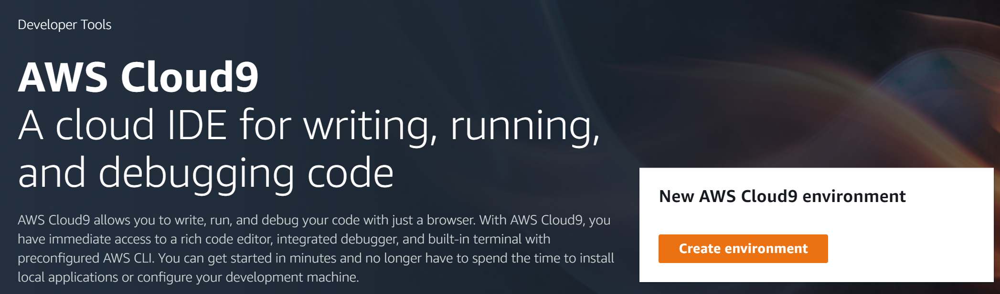 Developer Tools
AWS Cloud9
A cloud IDE for writing, running,
and debugging code
AWS Cloud9 allows you to write, run, and debug your code with just a browser. With AWS Cloud9, you
have immediate access to a rich code editor, integrated debugger, and built-in terminal with
preconfigured AWS CLI. You can get started in minutes and no longer have to spend the time to install
local applications or configure your development machine.
New AWS Cloud9 environment
Create environment